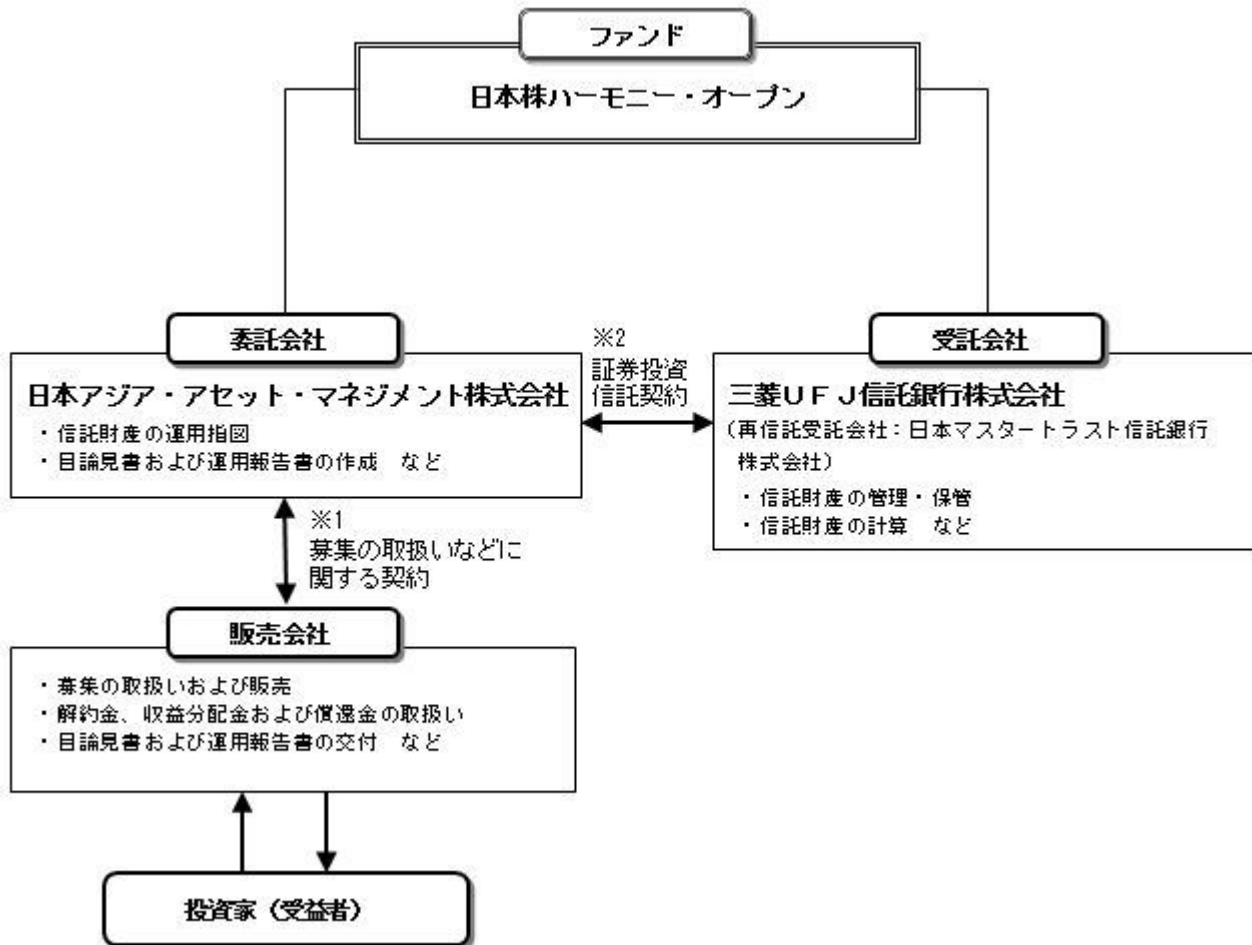 ファンド
日本株ハーモニー・オープン
委託会社
日本アジア・アセット・マネジメント株式会社
・信託財産の運用指図
・目論見書および運用報告書の作成　など
※2
証券投資
信託契約
受託会社
三菱ＵＦＪ信託銀行株式会社
(再信託受託会社：日本マスタートラスト信託銀行
株式会社)
・信託財産の管理・保管
・信託財産の計算　など
※1
募集の取扱いなどに
関する契約
販売会社
・募集の取扱いおよび販売
・解約金、収益分配金および償還金の取扱い
・目論見書および運用報告書の交付　など
投資家（受益者）